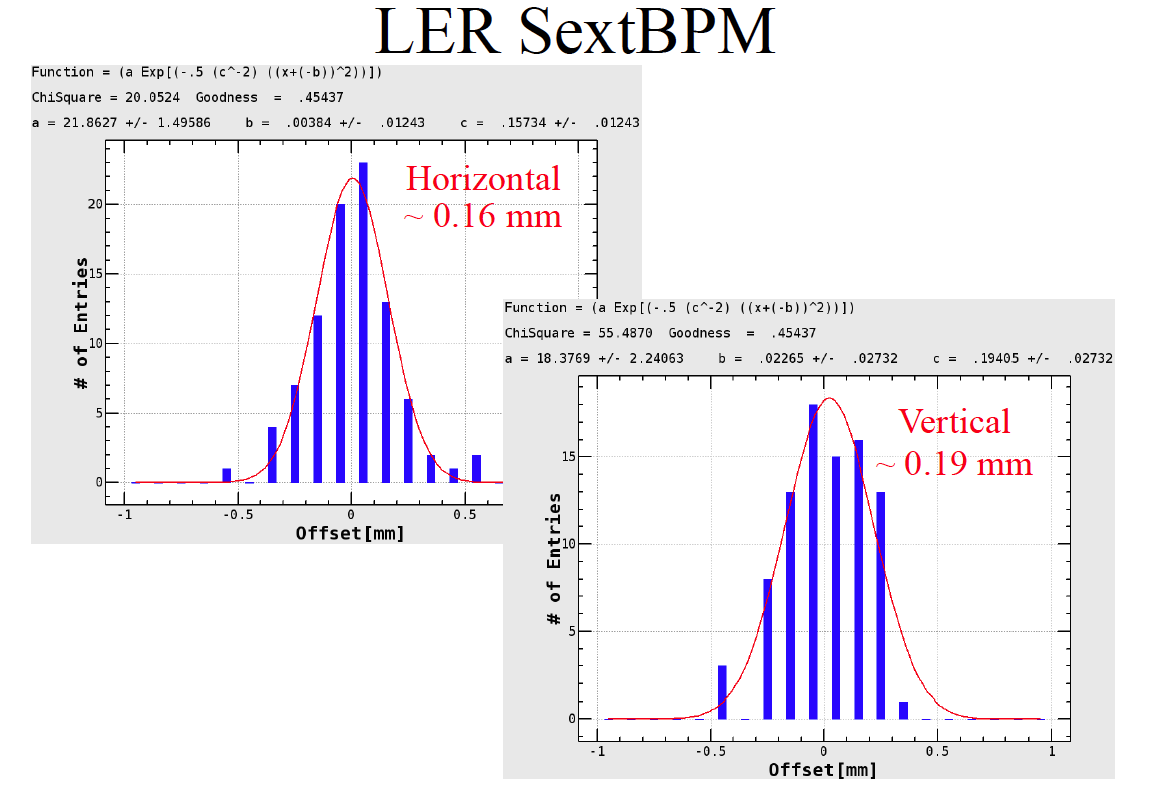 LER SextBPM
Function = (a Exp[(-.5 (c^-2) ((x+(-b))^2))])
ChiSquare = 20.0524  Goodness  =  .45437
a = 21.8627 +/- 1.49586    b =  .00384 +/-  .01243    c =  .15734 +/-  .01243
Horizontal
~ 0.16 mm
20
15
10
5
0
# of Entries
-1
-0.5
0
0.5
Offset[mm]
Function = (a Exp[(-.5 (c^-2) ((x+(-b))^2))])
ChiSquare = 55.4870  Goodness  =  .45437
a = 18.3769 +/- 2.24063    b =  .02265 +/-  .02732    c =  .19405 +/-  .02732
Vertical
~ 0.19 mm
15
10
5
0
# of Entries
-1
-0.5
0
0.5
1
Offset[mm]